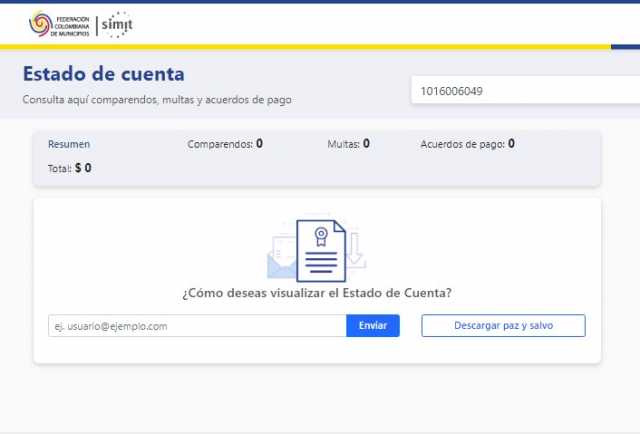 FEDERACIÓN
COLOMBIANA
DE MUNICIPIOS
simit
Estado de cuenta
Consulta aquí comparendos, multas y acuerdos de pago
1016006049
Resumen Comparendos: 0 Multas: 0 Acuerdos de pago: 0
Total: $ 0
¿Cómo deseas visualizar el Estado de Cuenta?
ej. usuario@ejemplo.com Enviar Descargar paz y salvo